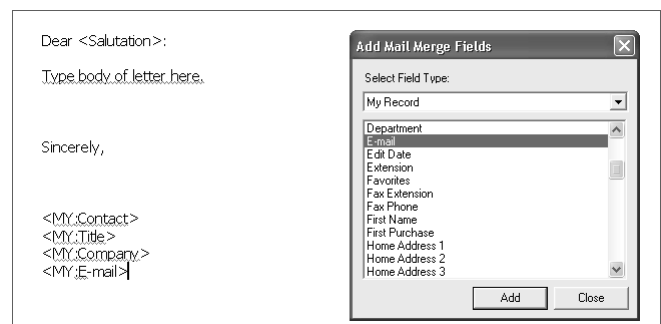 Dear <Salutation>:
Type body of letter here.
Sincerely,
<MY:Contact>
<MY:Title>
<MY:Company>
<MY:E-mail>
Add Mail Merge Fields
Select Field Type:
My Record
Department
E-mail
Edit Date
Extension
Favorites
Fax Extension
Fax Phone
First Name
First Purchase
Home Address 1
Home Address 2
Home Address 3
Add
Close